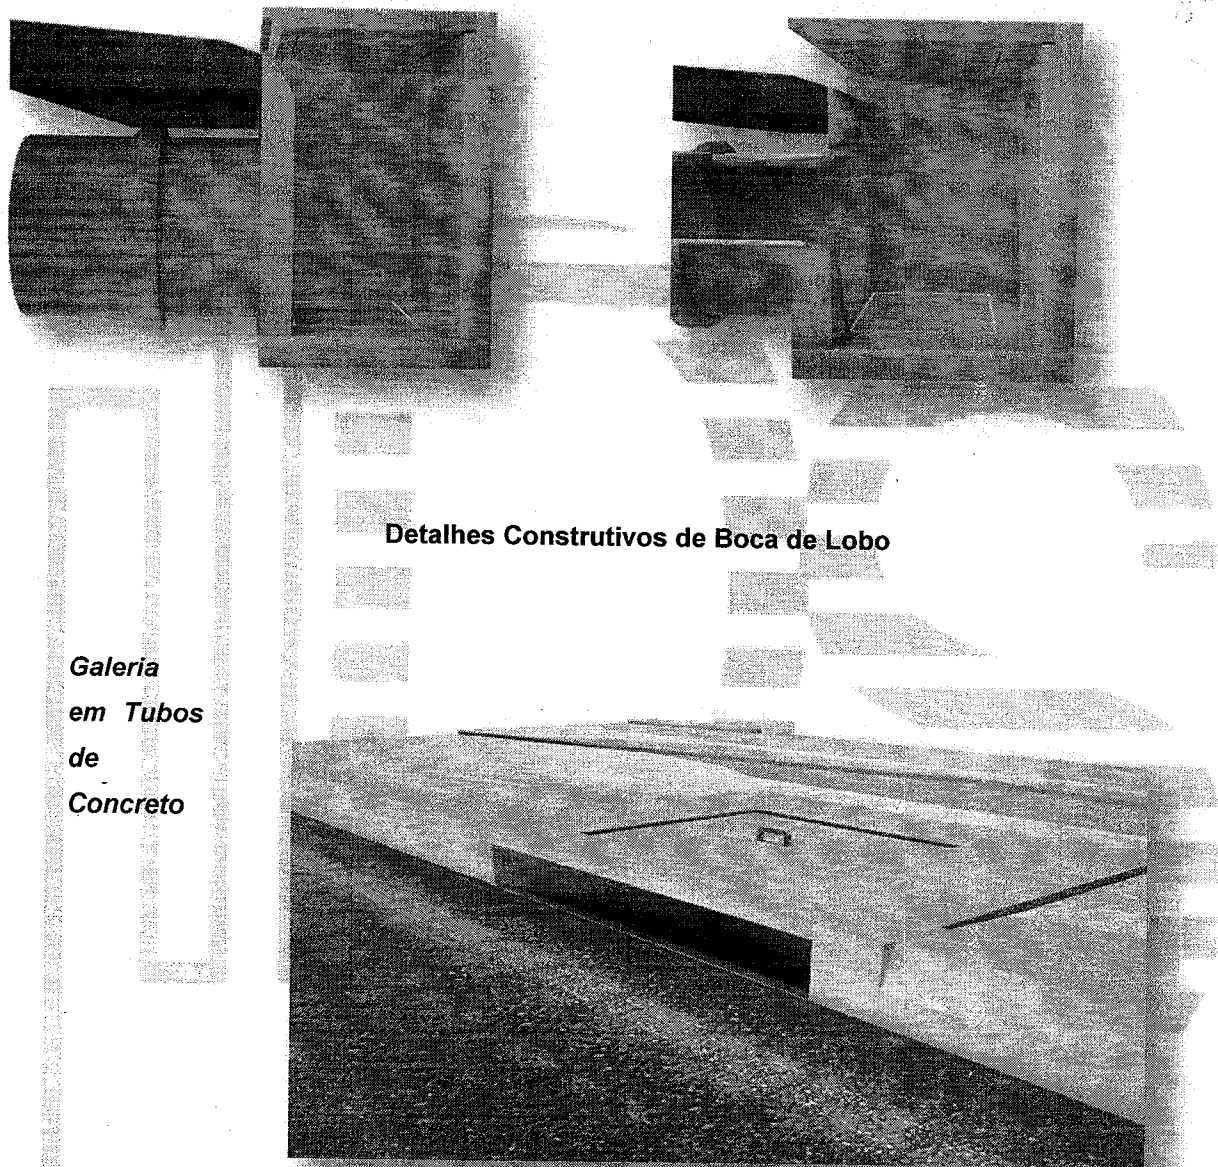 Detalhes Construtivos de Boca de Lobo
Galeria
em Tubos
de
Concreto